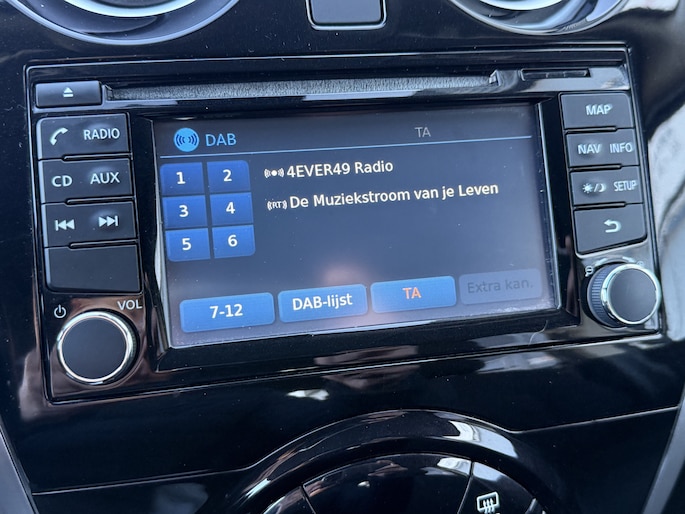 DAB TA
MAP
RADIO
1 2
4EVER49 Radio
NAV INFO
CD AUX
3 4
RT De Muziekstroom van je Leven
SETUP
5 6
VOL
7-12 DAB-lijst TA Extra kan.